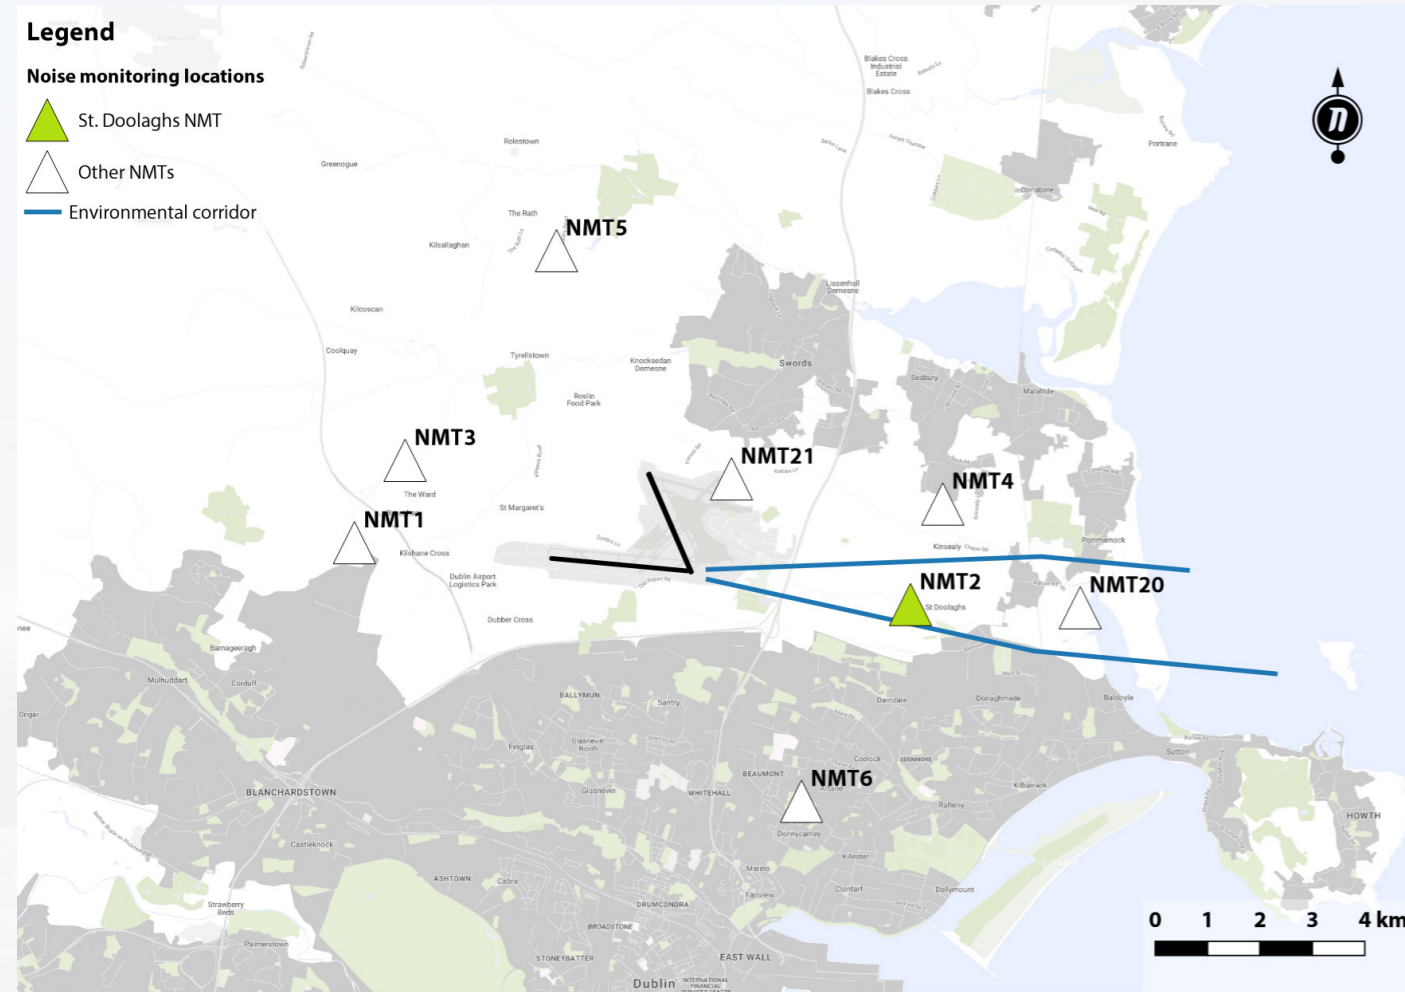 Legend
Noise monitoring locations
St. Doolaghs NMT
Other NMTs
Environmental corridor
Blakes Cross
Industrial
Estate
Blakes Cross
Portrane
Rolestown
Greenogue
Donabate
The Rath
NMT5
Kilsallaghan
Lissenhall
Demesne
Kilcoscan
Coolquay
Tyrrelstown
Knocksedan
Demesne
Swords
Seabury
Malahide
Roslin
Food Park
NMT3
NMT21
NMT4
The Ward
St Margaret's
NMT1
Kilshane Cross
Kinsealy
Portmarnock
Dublin Airport
Logistics Park
NMT2
NMT20
St Doolaghs
Dubber Cross
Barnageeragh
Mulhuddart
Corduff
BALLYMUN
Santry
Darndale
Donaghmede
Baldoyle
Ongar
Finglas
Glasnevin
North
Sutton
Coolock
EDENMORE
BEAUMONT
NMT6
Artane
Kilbarrack
Glasnevin
WHITEHALL
BLANCHARDSTOWN
Raheny
HOWTH
Donnycarney
Castleknock
Killester
Marino
ASHTOWN
Cabra
Fairview
Clontarf
Dollymount
Strawberry
Beds
DRUMCONDRA
BROADSTONE
Palmerstown
STONEYBATTER
EAST WALL
Dublin
INTERNATIONAL
FINANCIAL
0 1 2 3 4 km